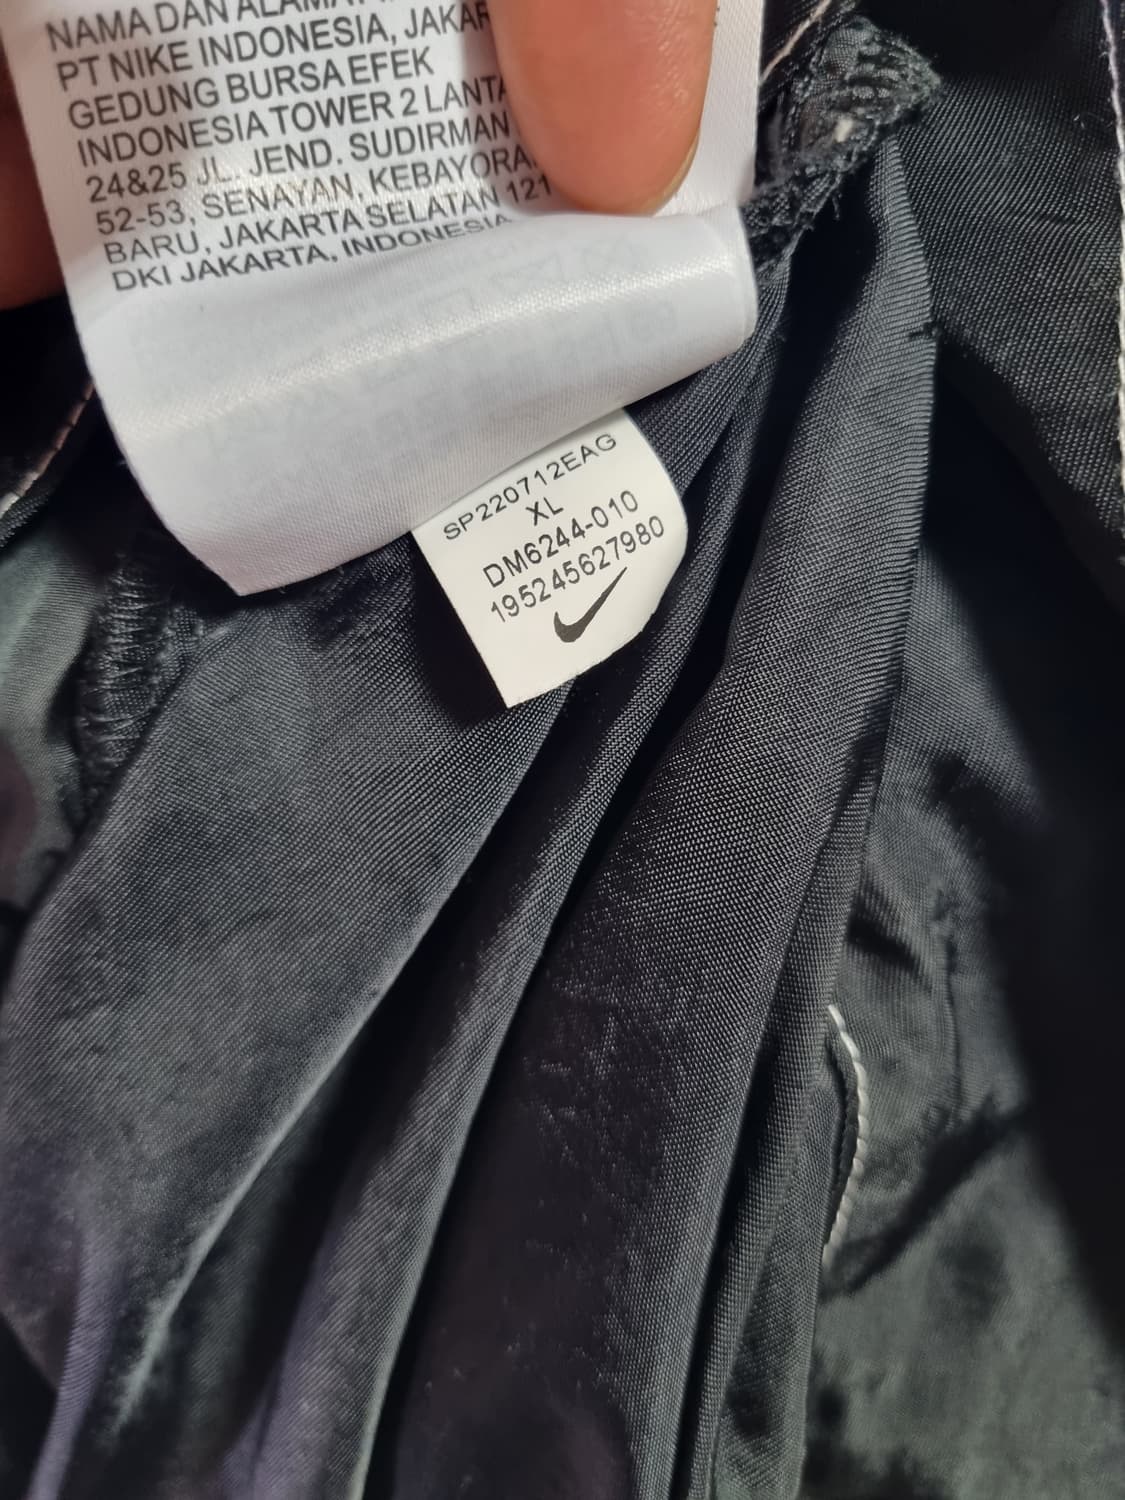 NAMA DAN ALAMAT
PT NIKE INDONESIA, JAKAR
GEDUNG BURSA EFEK
INDONESIA TOWER 2 LANTA
24&25 JL. JEND. SUDIRMAN
52-53, SENAYAN, KEBAYORA
BARU, JAKARTA SELATAN 121
DKI JAKARTA, INDONESIA
SP220712EAG
XL
DM6244-010
195245627980